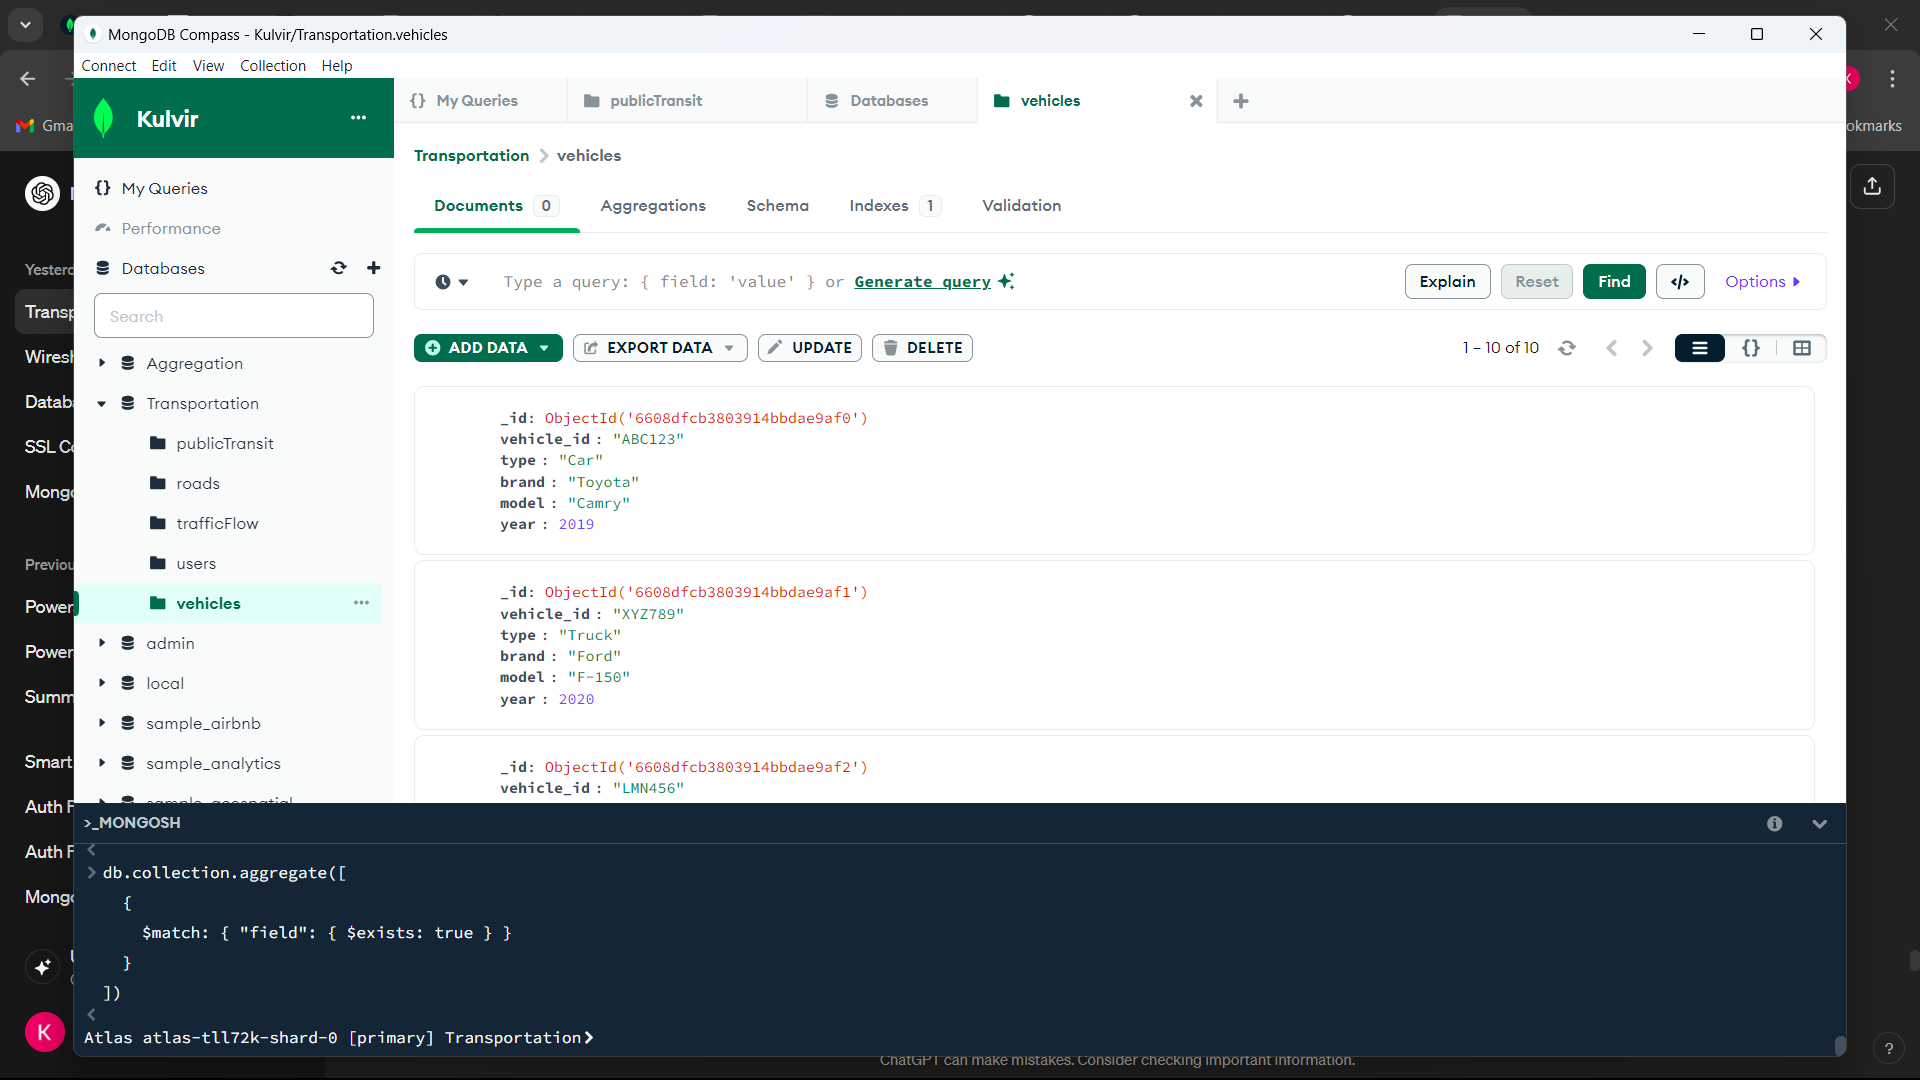 MongoDB Compass - Kulvir/Transportation.vehicles
Connect Edit View Collection Help
Kulvir
My Queries
publicTransit
Databases
vehicles
Gma
okmarks
Transportation > vehicles
{} My Queries
Performance
Databases
Search
Documents 0 Aggregations Schema Indexes 1 Validation
Type a query: { field: 'value' } or Generate query
Explain Reset Find </> Options
ADD DATA EXPORT DATA UPDATE DELETE
1 – 10 of 10
Aggregation
Transportation
publicTransit
roads
trafficFlow
users
vehicles
admin
local
sample_airbnb
sample_analytics
sample_geospatial
_id: ObjectId('6608dfcb3803914bbdae9af0')
vehicle_id : "ABC123"
type : "Car"
brand : "Toyota"
model : "Camry"
year : 2019
_id: ObjectId('6608dfcb3803914bbdae9af1')
vehicle_id : "XYZ789"
type : "Truck"
brand : "Ford"
model : "F-150"
year : 2020
_id: ObjectId('6608dfcb3803914bbdae9af2')
vehicle_id : "LMN456"
Yesterd
Transp
Wiresh
Databa
SSL Co
Mongo
Previou
Power
Power
Summ
Smart
Auth F
Auth F
Mongo
K
>_MONGOSH
> db.collection.aggregate([
{
$match: { "field": { $exists: true } }
}
])
Atlas atlas-tll72k-shard-0 [primary] Transportation>
ChatGPT can make mistakes. Consider checking important information.
?